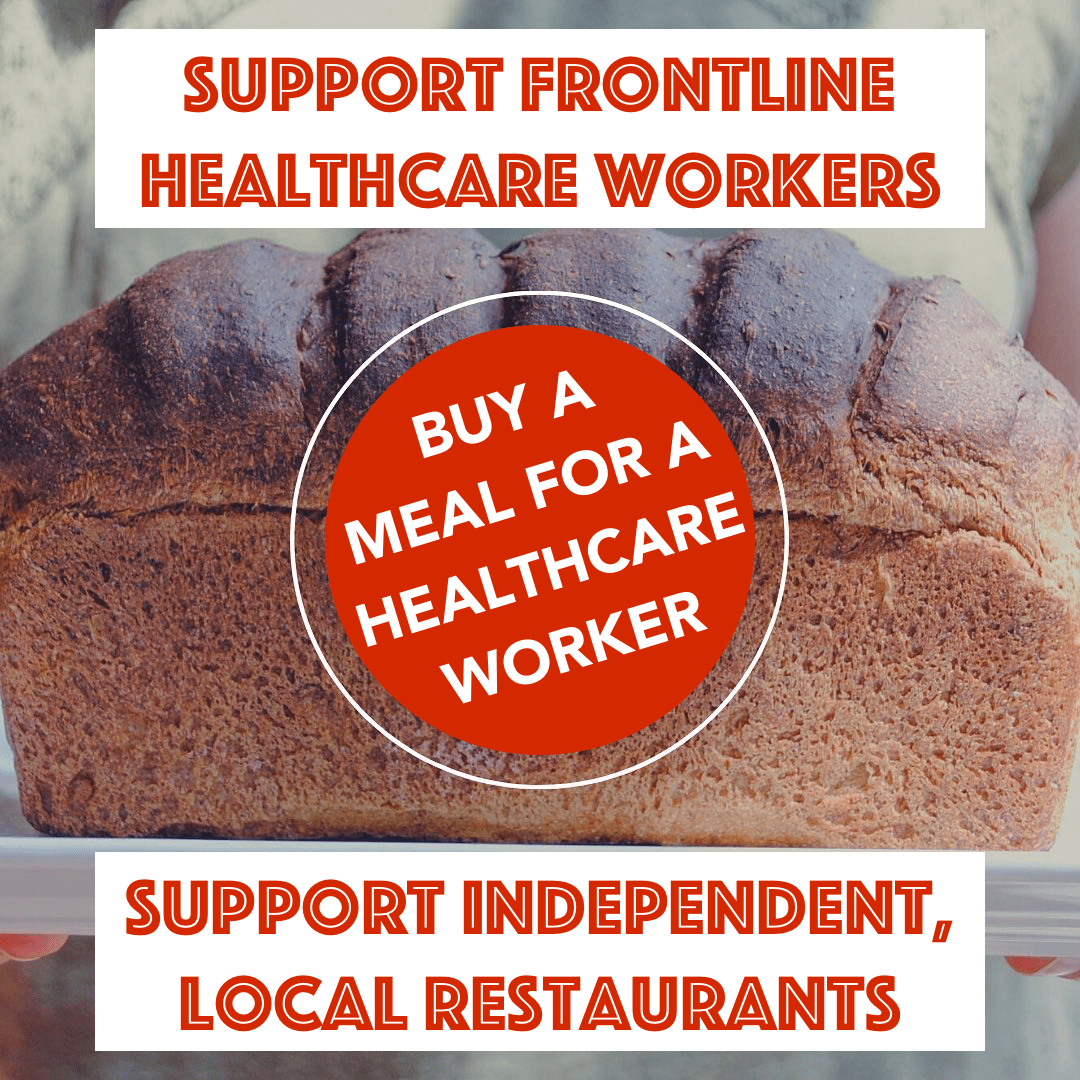 SUPPORT FRONTLINE
HEALTHCARE WORKERS
BUY A
MEAL FOR A
HEALTHCARE
WORKER
SUPPORT INDEPENDENT,
LOCAL RESTAURANTS